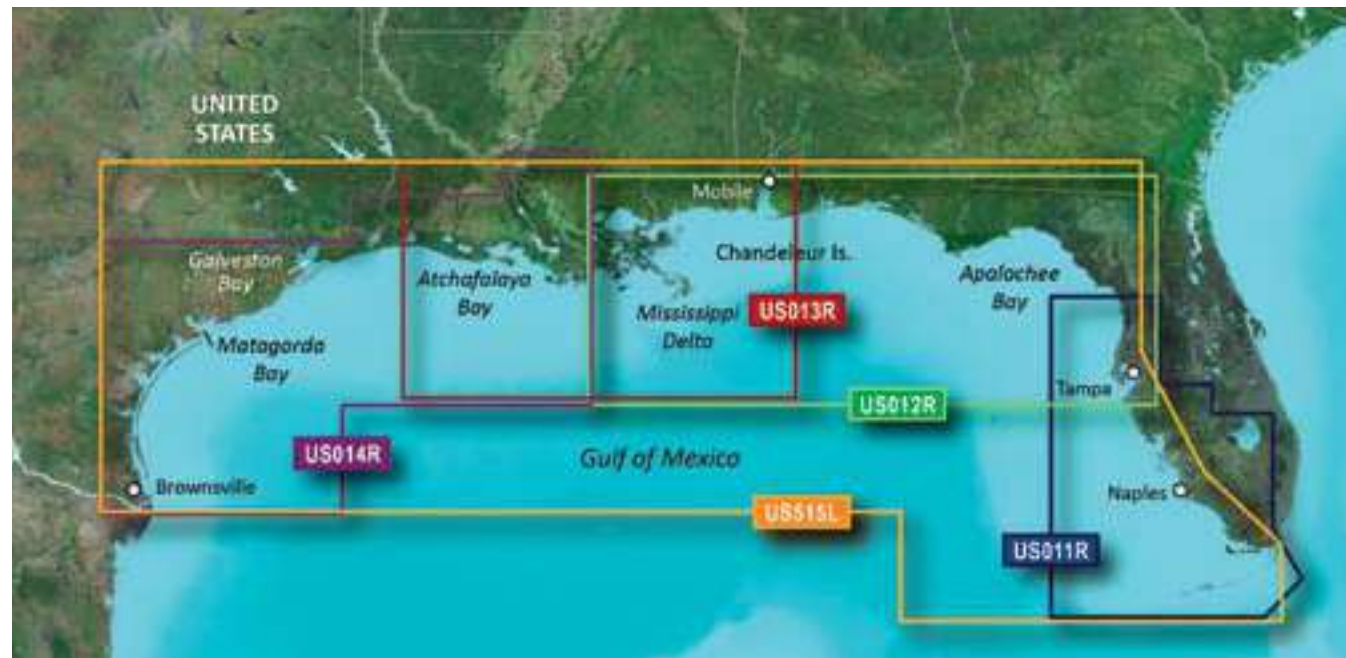 UNITED
STATES
Mobile
Galveston
Bay
Atchafalaya
Bay
Chandeleur Is.
Apalachee
Bay
Mississippi
Delta
US013R
Matagorda
Bay
Tampa
US012R
US014R
Gulf of Mexico
Brownsville
Naples
US515L
US011R